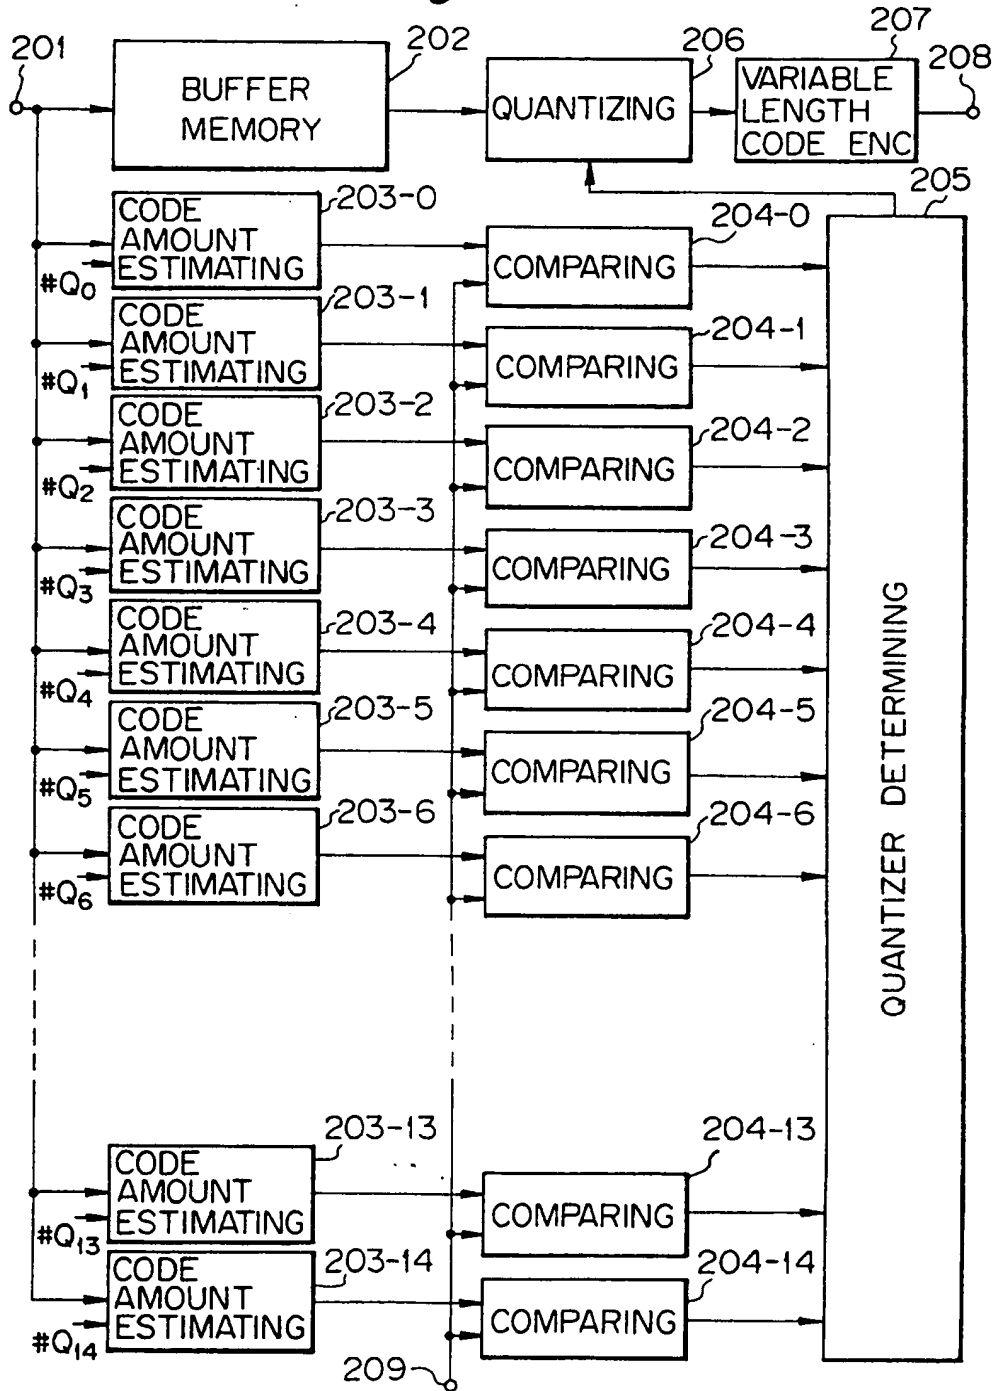 201
202
206
207
208
BUFFER
MEMORY
QUANTIZING
VARIABLE
LENGTH
CODE ENC
205
203-0
CODE
AMOUNT
ESTIMATING
#Q0
204-0
COMPARING
203-1
CODE
AMOUNT
ESTIMATING
#Q1
204-1
COMPARING
203-2
CODE
AMOUNT
ESTIMATING
#Q2
204-2
COMPARING
203-3
CODE
AMOUNT
ESTIMATING
#Q3
204-3
COMPARING
203-4
CODE
AMOUNT
ESTIMATING
#Q4
204-4
COMPARING
203-5
CODE
AMOUNT
ESTIMATING
#Q5
204-5
COMPARING
203-6
CODE
AMOUNT
ESTIMATING
#Q6
204-6
COMPARING
QUANTIZER DETERMINING
203-13
CODE
AMOUNT
ESTIMATING
#Q13
204-13
COMPARING
203-14
CODE
AMOUNT
ESTIMATING
#Q14
204-14
COMPARING
209